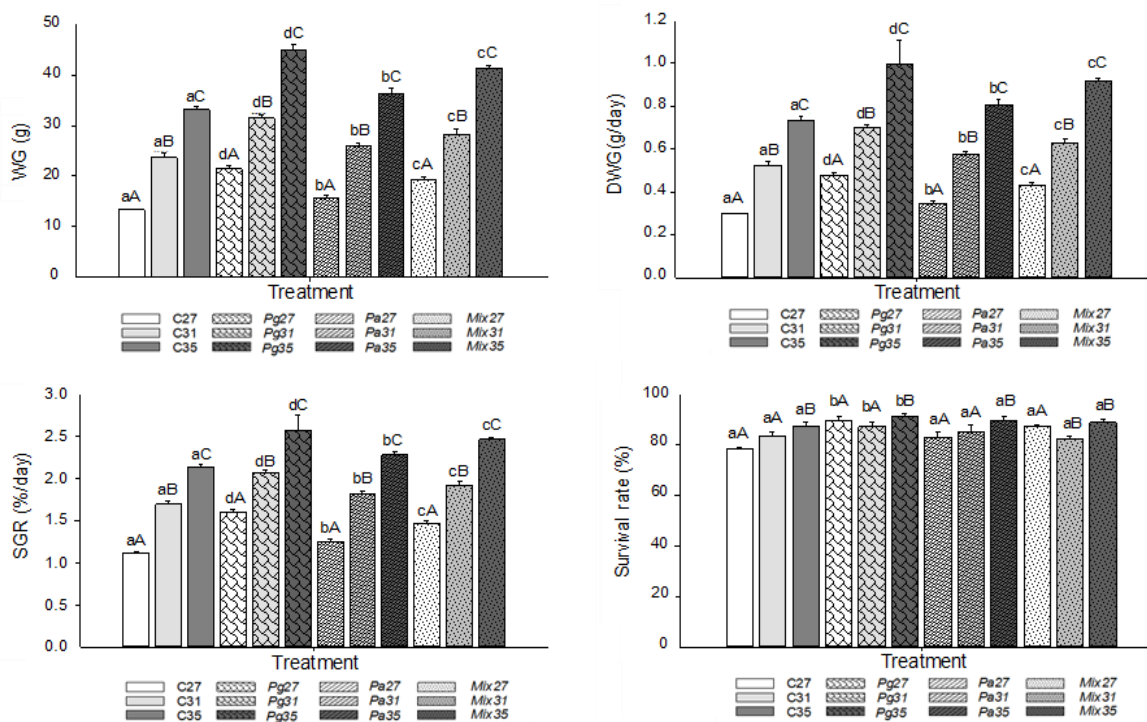 50
40
30
20
10
0
WG (g)
aA
aB
aC
dA
dB
dC
bA
bB
bC
cA
cB
cC
Treatment
C27 Pg27 Pa27 Mix27
C31 Pg31 Pa31 Mix31
C35 Pg35 Pa35 Mix35
1.2
1.0
0.8
0.6
0.4
0.2
0.0
DWG(g/day)
aA
aB
aC
dA
dB
dC
bA
bB
bC
cA
cB
cC
Treatment
C27 Pg27 Pa27 Mix27
C31 Pg31 Pa31 Mix31
C35 Pg35 Pa35 Mix35
3.0
2.5
2.0
1.5
1.0
0.5
0.0
SGR (%/day)
aA
aB
aC
dA
dB
dC
bA
bB
bC
cA
cB
cC
Treatment
C27 Pg27 Pa27 Mix27
C31 Pg31 Pa31 Mix31
C35 Pg35 Pa35 Mix35
100
80
60
40
20
0
Survival rate (%)
aA
aA
aB
bA
bA
bB
aA
aA
aB
aA
aB
aB
Treatment
C27 Pg27 Pa27 Mix27
C31 Pg31 Pa31 Mix31
C35 Pg35 Pa35 Mix35